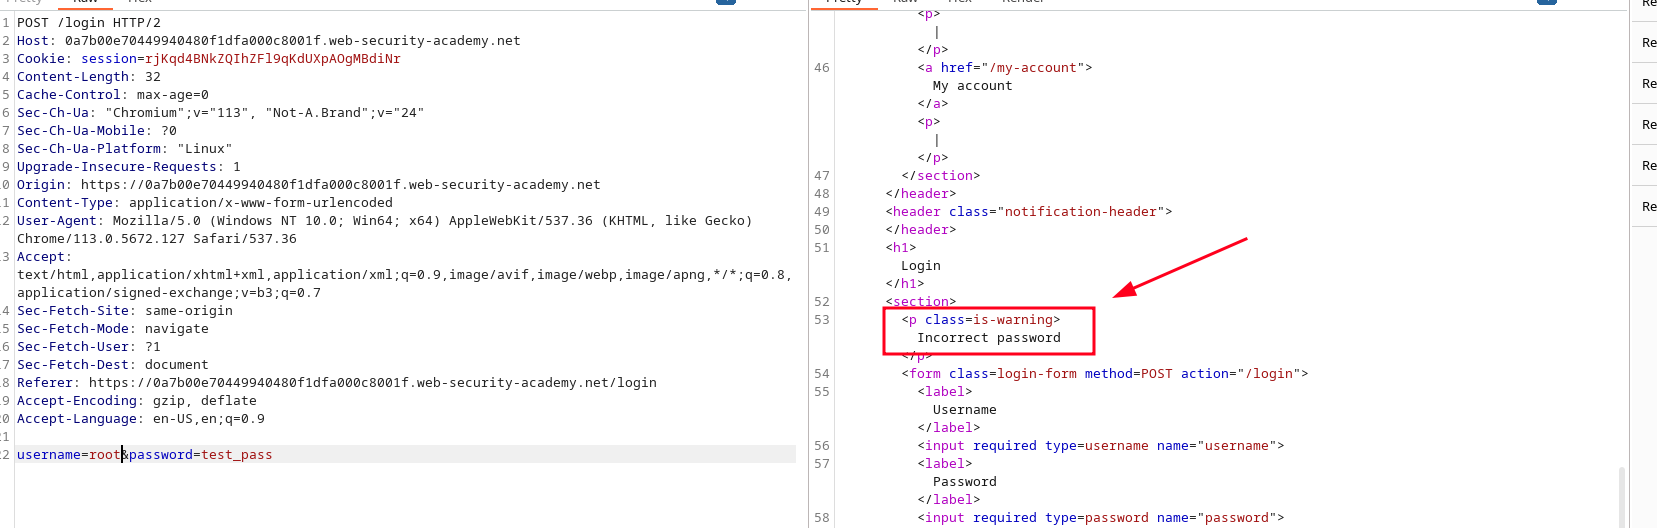 1 POST /login HTTP/2
2 Host: 0a7b00e70449940480f1dfa000c8001f.web-security-academy.net
3 Cookie: session=rjKqd4BNkZQIhZFl9qKdUXpAOgMBdiNr
4 Content-Length: 32
5 Cache-Control: max-age=0
6 Sec-Ch-Ua: "Chromium";v="113", "Not-A.Brand";v="24"
7 Sec-Ch-Ua-Mobile: ?0
8 Sec-Ch-Ua-Platform: "Linux"
9 Upgrade-Insecure-Requests: 1
0 Origin: https://0a7b00e70449940480f1dfa000c8001f.web-security-academy.net
1 Content-Type: application/x-www-form-urlencoded
2 User-Agent: Mozilla/5.0 (Windows NT 10.0; Win64; x64) AppleWebKit/537.36 (KHTML, like Gecko)
Chrome/113.0.5672.127 Safari/537.36
3 Accept:
text/html,application/xhtml+xml,application/xml;q=0.9,image/avif,image/webp,image/apng,*/*;q=0.8,
application/signed-exchange;v=b3;q=0.7
4 Sec-Fetch-Site: same-origin
5 Sec-Fetch-Mode: navigate
6 Sec-Fetch-User: ?1
7 Sec-Fetch-Dest: document
8 Referer: https://0a7b00e70449940480f1dfa000c8001f.web-security-academy.net/login
9 Accept-Encoding: gzip, deflate
0 Accept-Language: en-US,en;q=0.9
1
2 username=root&password=test_pass
<p>
|
</p>
46 <a href="/my-account">
My account
</a>
<p>
|
</p>
47 </section>
48 </header>
49 <header class="notification-header">
50 </header>
51 <h1>
Login
</h1>
52 <section>
53 <p class=is-warning>
Incorrect password
</p>
54 <form class=login-form method=POST action="/login">
55 <label>
Username
</label>
56 <input required type=username name="username">
57 <label>
Password
</label>
58 <input required type=password name="password">
Re
Re
Re
Re
Re
Re